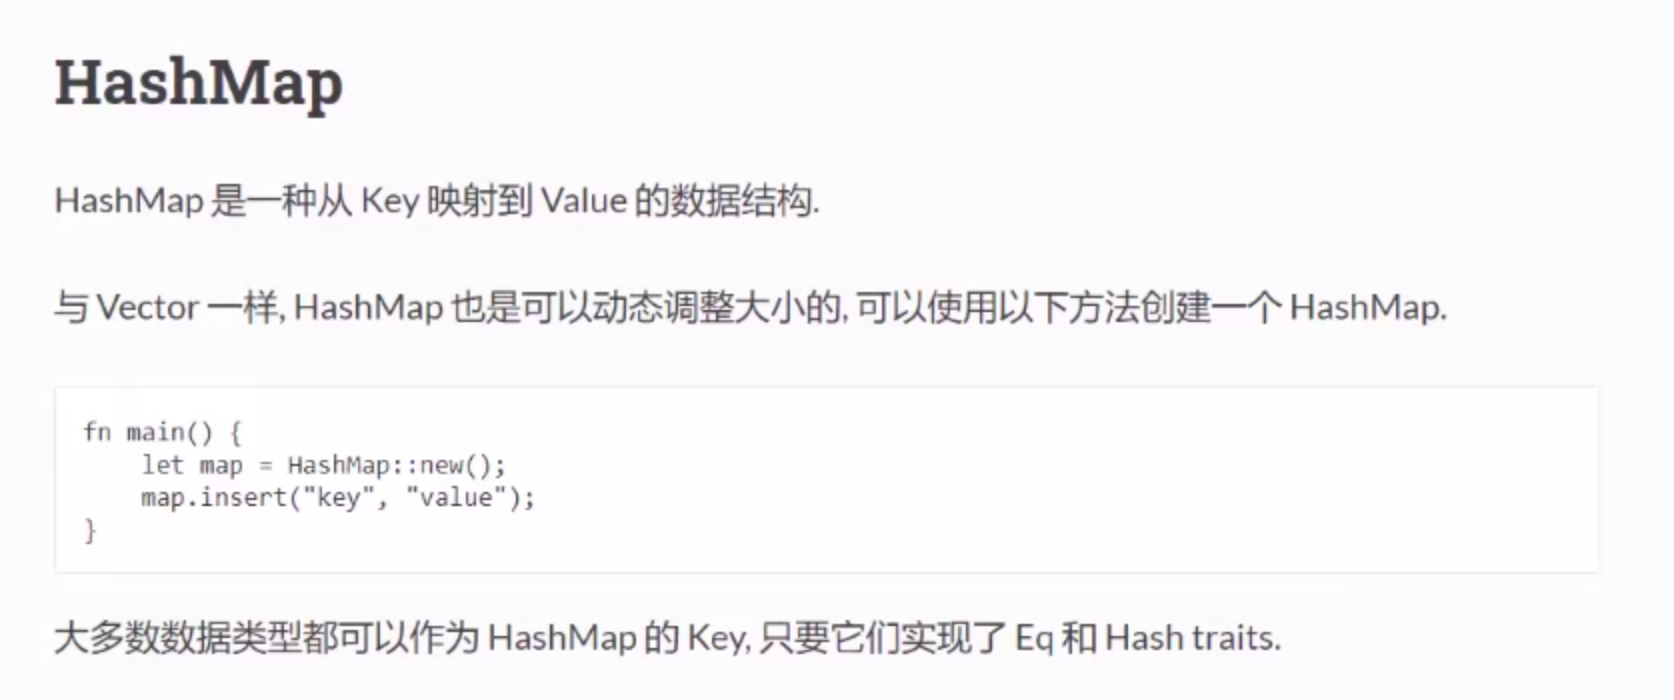 HashMap
HashMap 是一种从 Key 映射到 Value 的数据结构.
与 Vector 一样, HashMap 也是可以动态调整大小的, 可以使用以下方法创建一个 HashMap.
fn main() {
    let map = HashMap::new();
    map.insert("key", "value");
}
大多数数据类型都可以作为 HashMap 的 Key, 只要它们实现了 Eq 和 Hash traits.